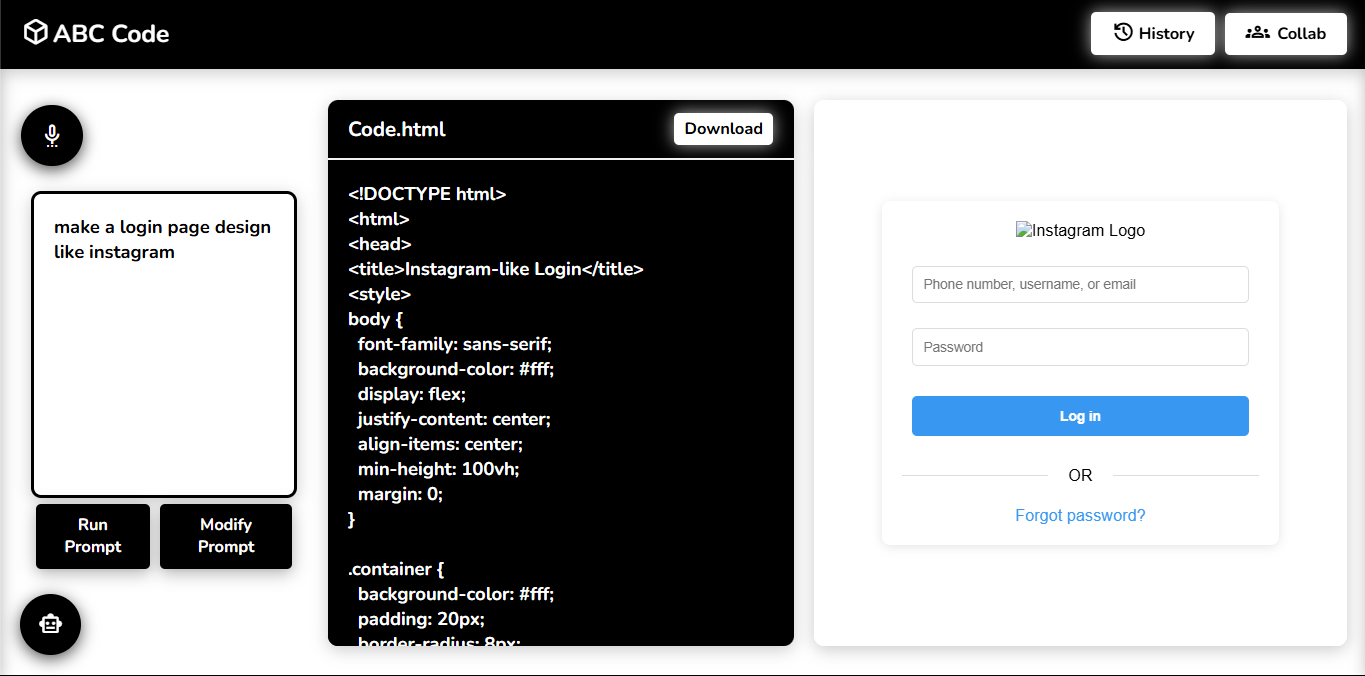 ABC Code
History
Collab
make a login page design
like instagram
Run
Prompt
Modify
Prompt
Code.html
Download
<!DOCTYPE html>
<html>
<head>
<title>Instagram-like Login</title>
<style>
body {
  font-family: sans-serif;
  background-color: #fff;
  display: flex;
  justify-content: center;
  align-items: center;
  min-height: 100vh;
  margin: 0;
}

.container {
  background-color: #fff;
  padding: 20px;
  border-radius: 8px;
Instagram Logo
Phone number, username, or email
Password
Log in
OR
Forgot password?